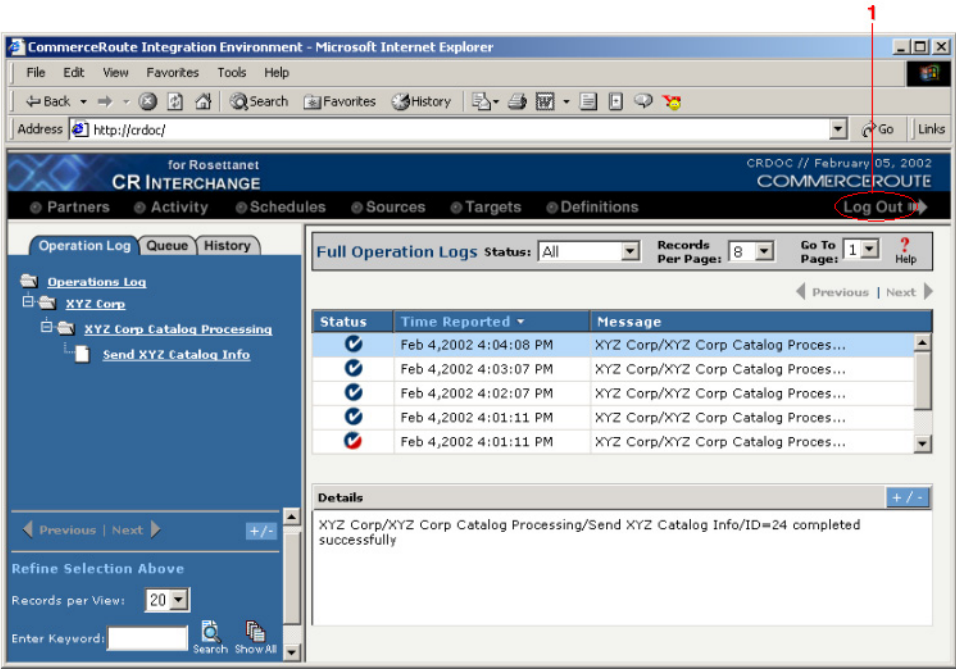 1
CommerceRoute Integration Environment - Microsoft Internet Explorer
File Edit View Favorites Tools Help
Back Search Favorites History
Address http://crdoc/ Go Links
for Rosettanet
CR INTERCHANGE
CRDOC // February 05, 2002
COMMERCEROUTE
Partners Activity Schedules Sources Targets Definitions Log Out
Operation Log Queue History
Operations Log
XYZ Corp
XYZ Corp Catalog Processing
Send XYZ Catalog Info
Previous | Next +/-
Refine Selection Above
Records per View: 20
Enter Keyword: Search Show All
Full Operation Logs Status: All Records Per Page: 8 Go To Page: 1 ? Help
Previous | Next
Status Time Reported Message
Feb 4,2002 4:04:08 PM XYZ Corp/XYZ Corp Catalog Proces...
Feb 4,2002 4:03:07 PM XYZ Corp/XYZ Corp Catalog Proces...
Feb 4,2002 4:02:07 PM XYZ Corp/XYZ Corp Catalog Proces...
Feb 4,2002 4:01:11 PM XYZ Corp/XYZ Corp Catalog Proces...
Feb 4,2002 4:01:11 PM XYZ Corp/XYZ Corp Catalog Proces...
Details +/-
XYZ Corp/XYZ Corp Catalog Processing/Send XYZ Catalog Info/ID=24 completed
successfully